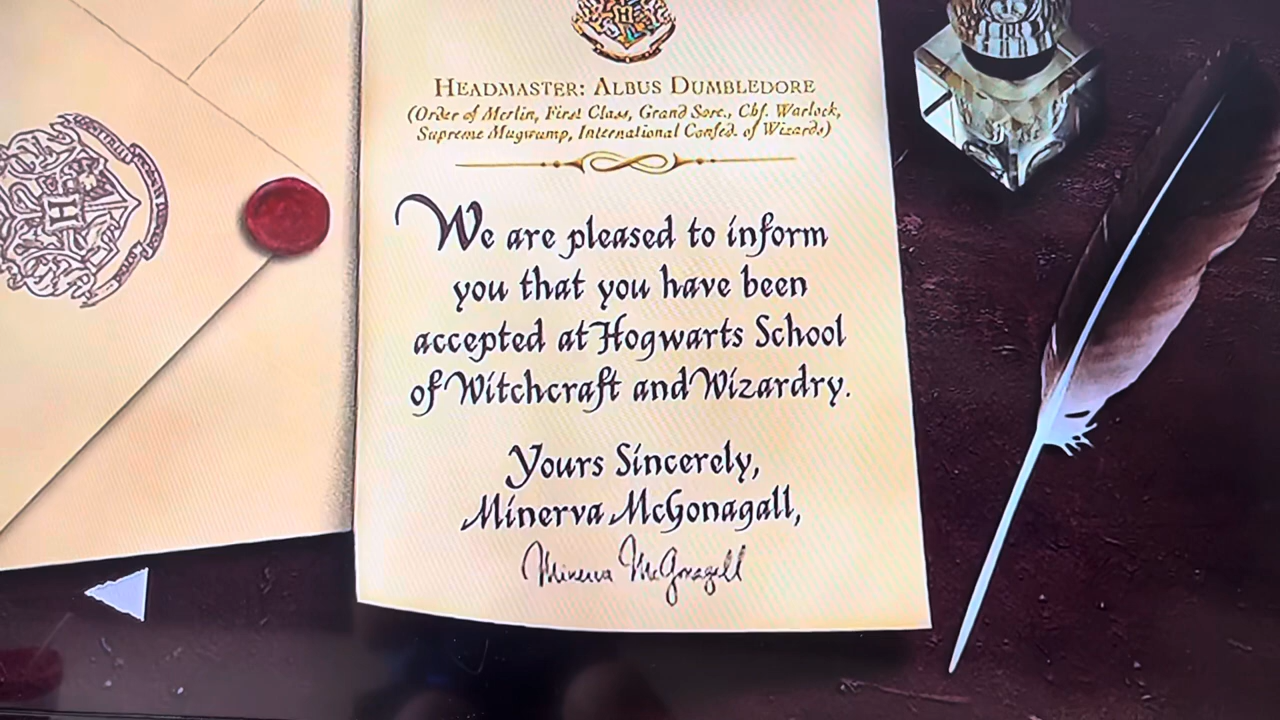 HEADMASTER: ALBUS DUMBLEDORE
(Order of Merlin, First Class, Grand Sorc., Chf. Warlock,
Supreme Mugwump, International Confed. of Wizards)
We are pleased to inform
you that you have been
accepted at Hogwarts School
of Witchcraft and Wizardry.
Yours Sincerely,
Minerva McGonagall,
Minerva McGonagall
H
H